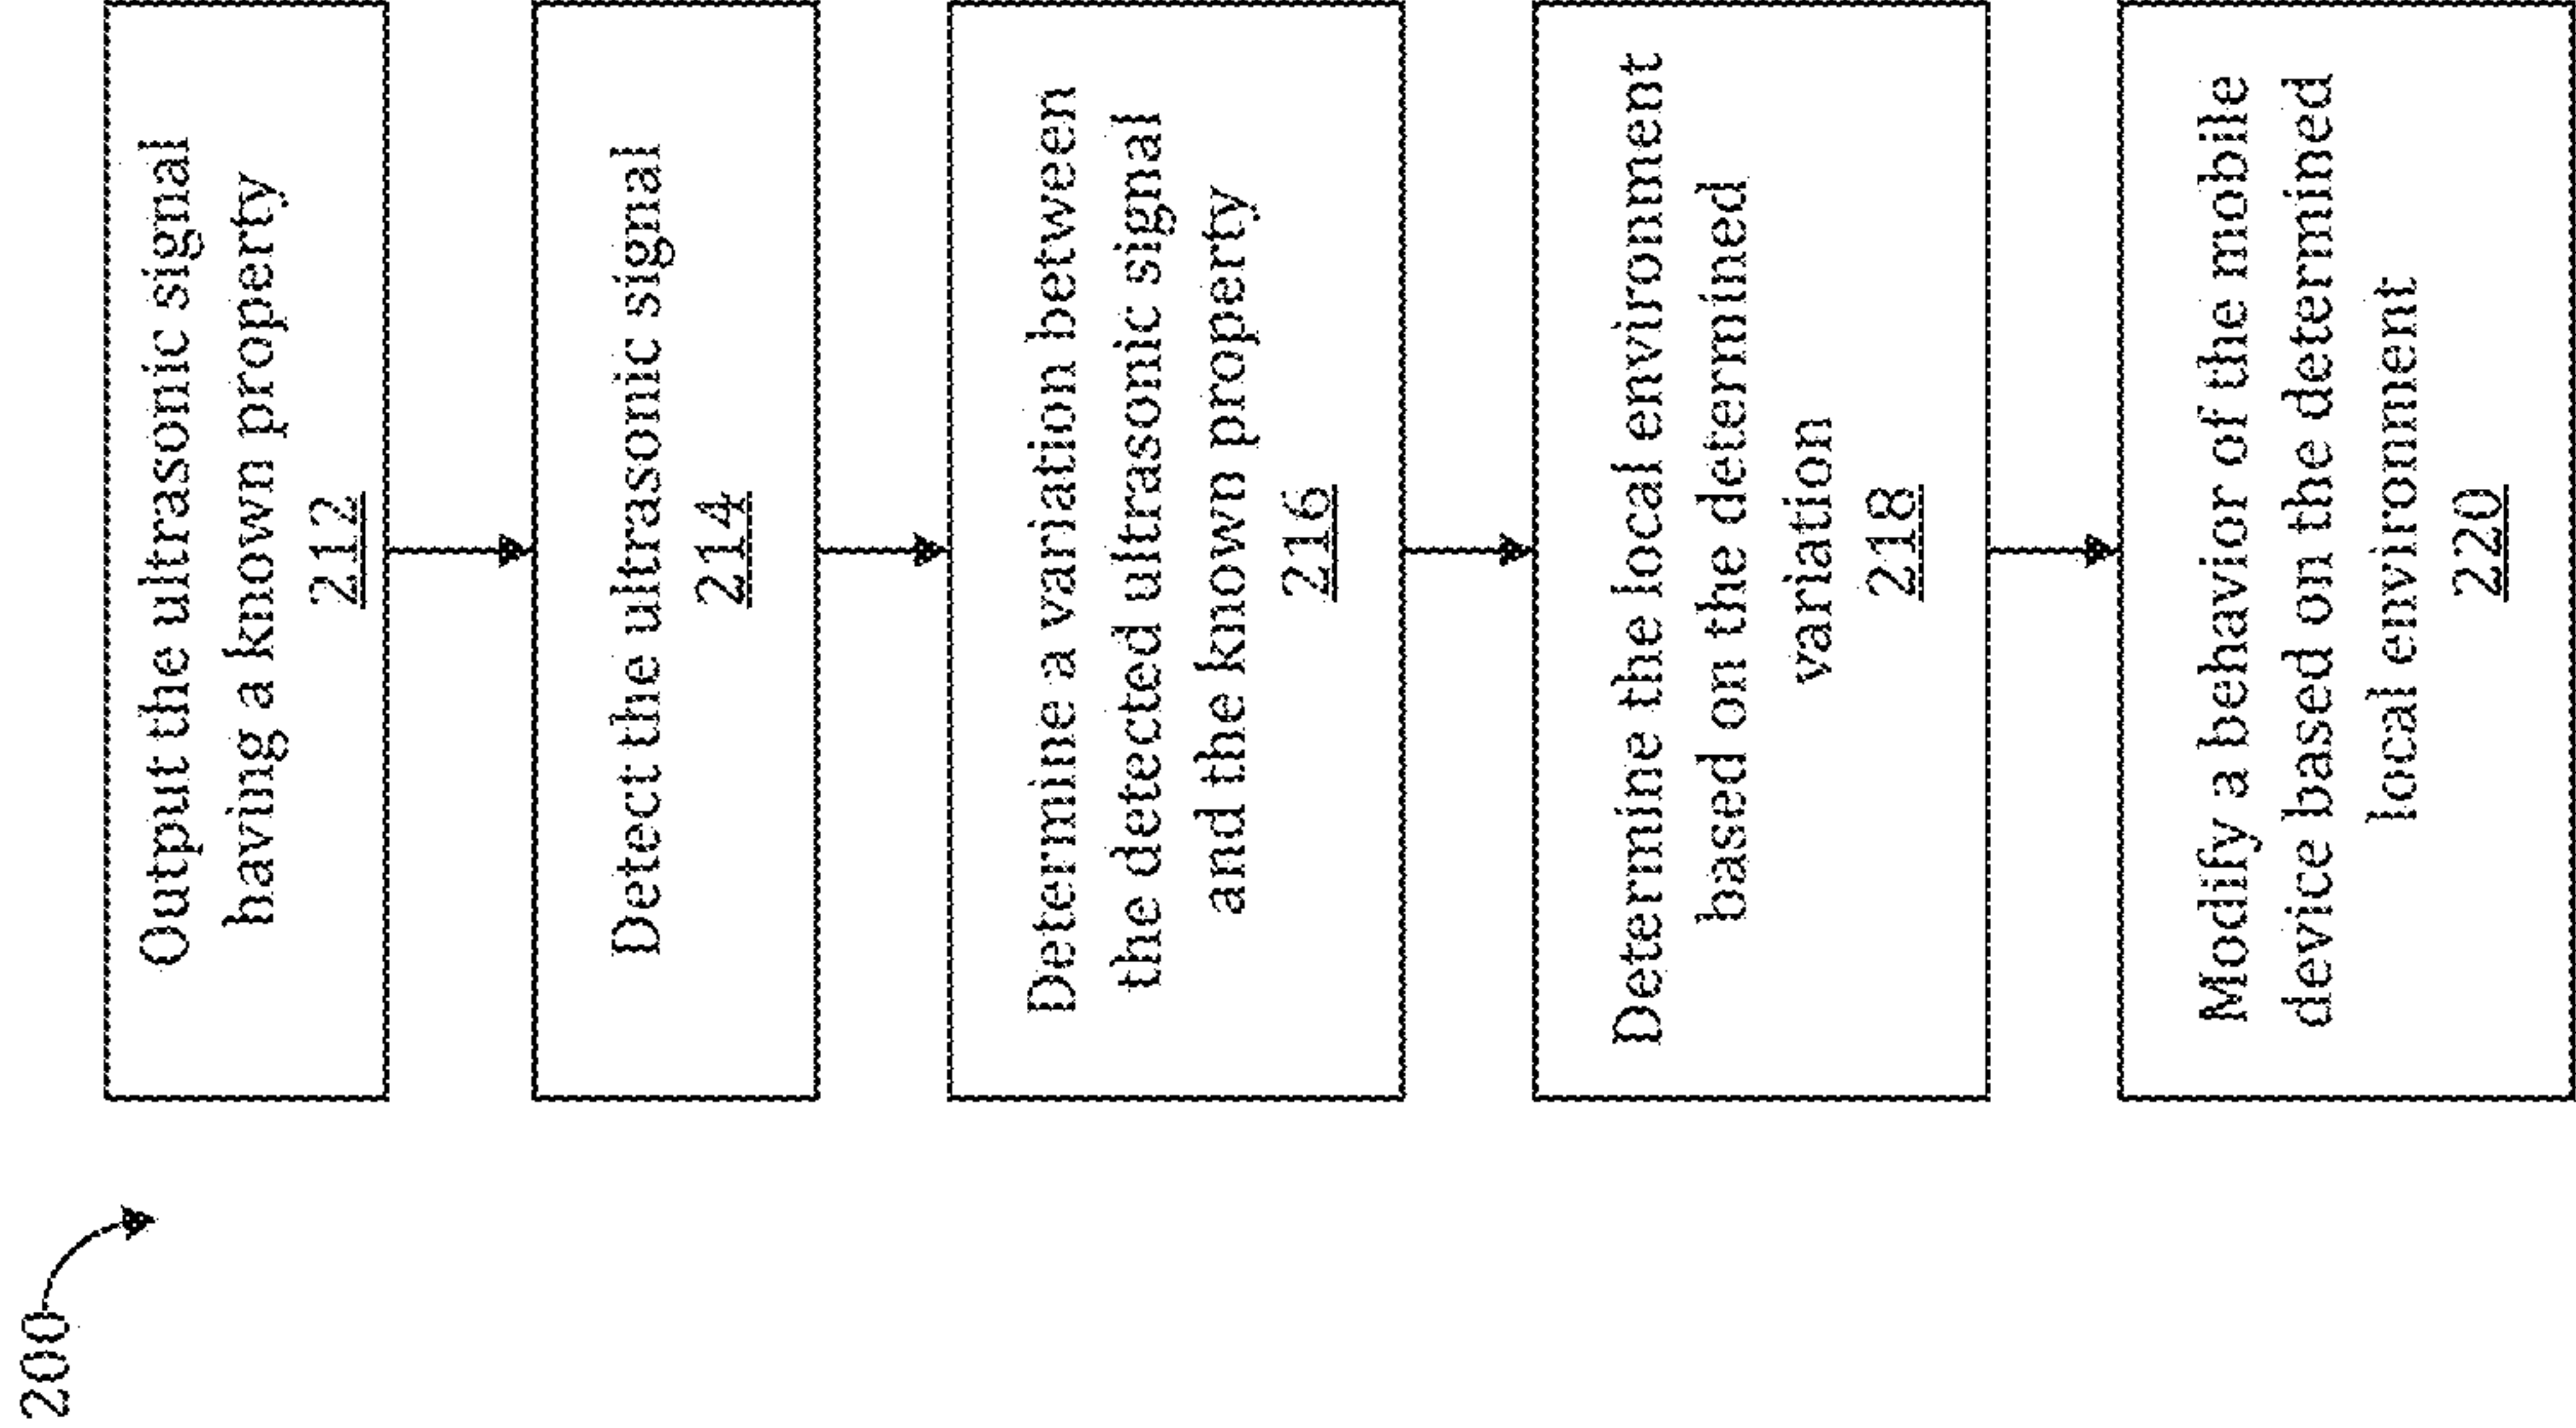 200
Output the ultrasonic signal
having a known property
212
Detect the ultrasonic signal
214
Determine a variation between
the detected ultrasonic signal
and the known property
216
Determine the local environment
based on the determined
variation
218
Modify a behavior of the mobile
device based on the determined
local environment
220